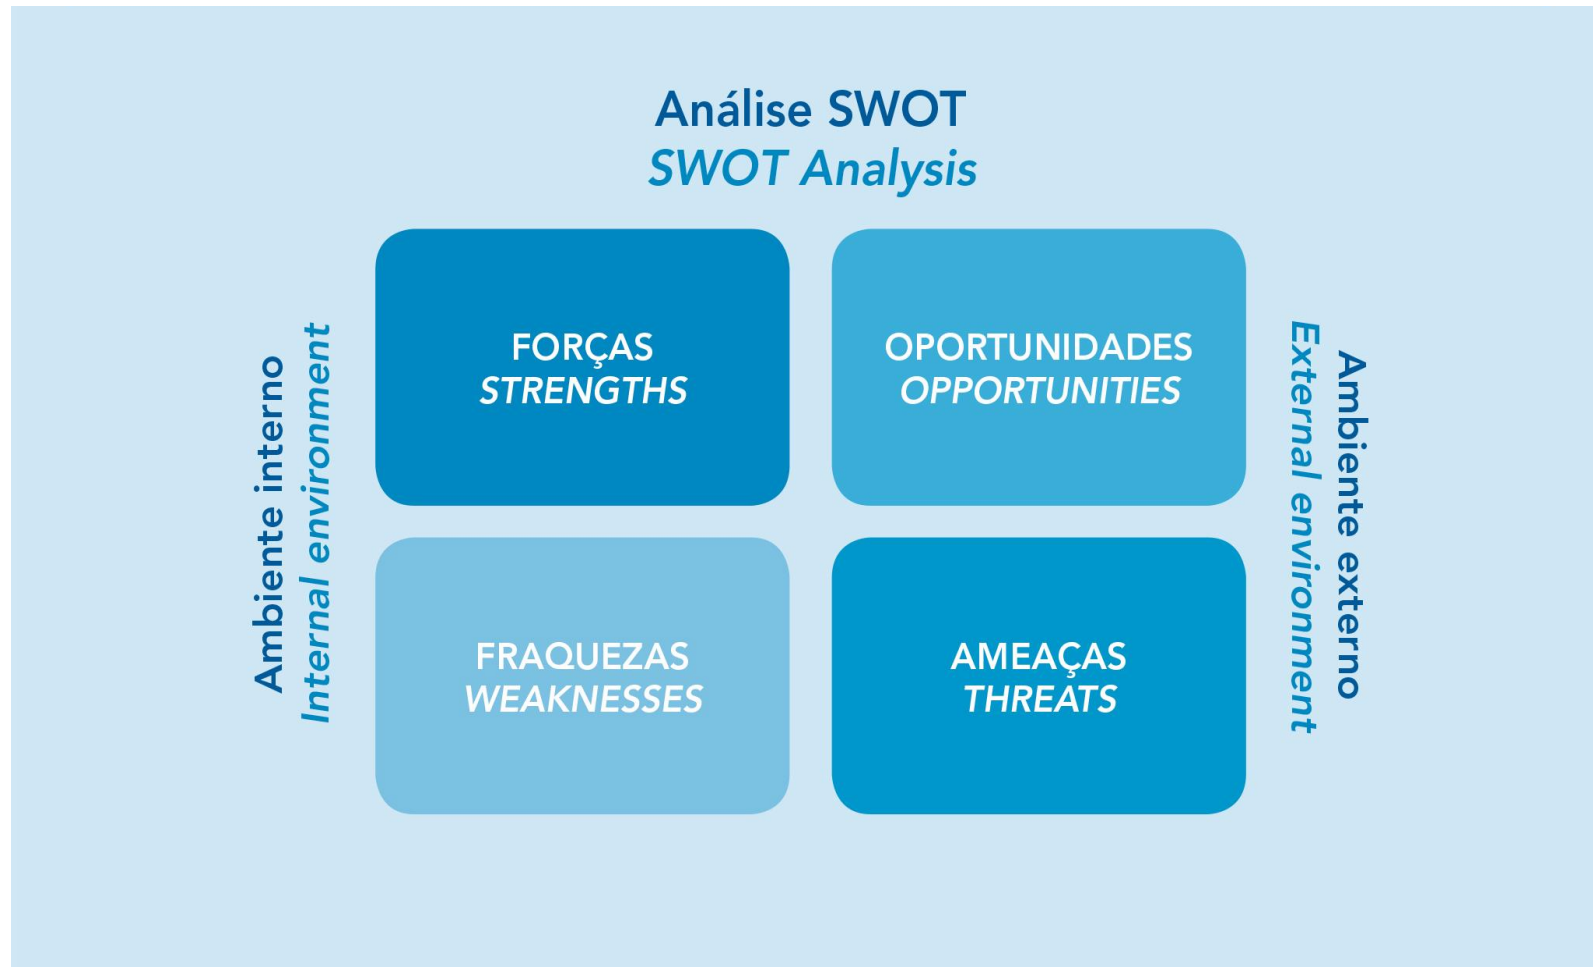 Análise SWOT
SWOT Analysis
Ambiente interno
Internal environment
FORÇAS
STRENGTHS
OPORTUNIDADES
OPPORTUNITIES
FRAQUEZAS
WEAKNESSES
AMEAÇAS
THREATS
Ambiente externo
External environment